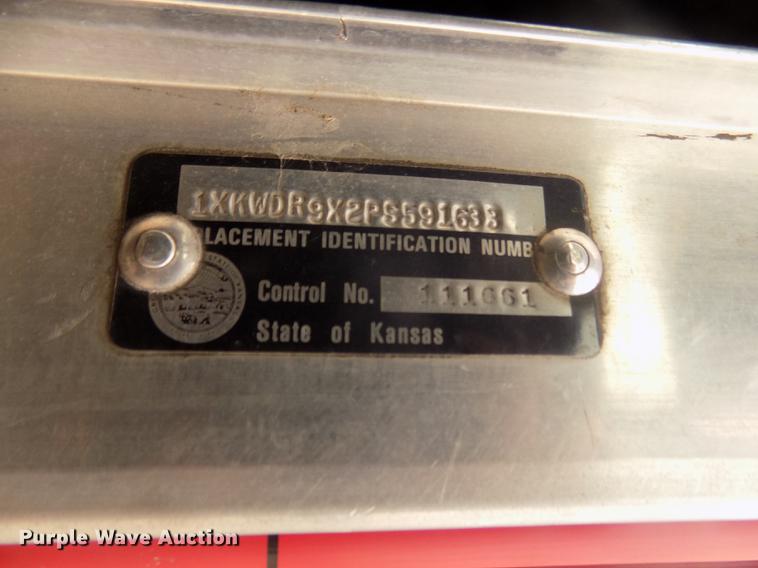 1XKWDR9X2PS591633
LACEMENT IDENTIFICATION NUMB
Control No. 111661
State of Kansas
Purple Wave Auction